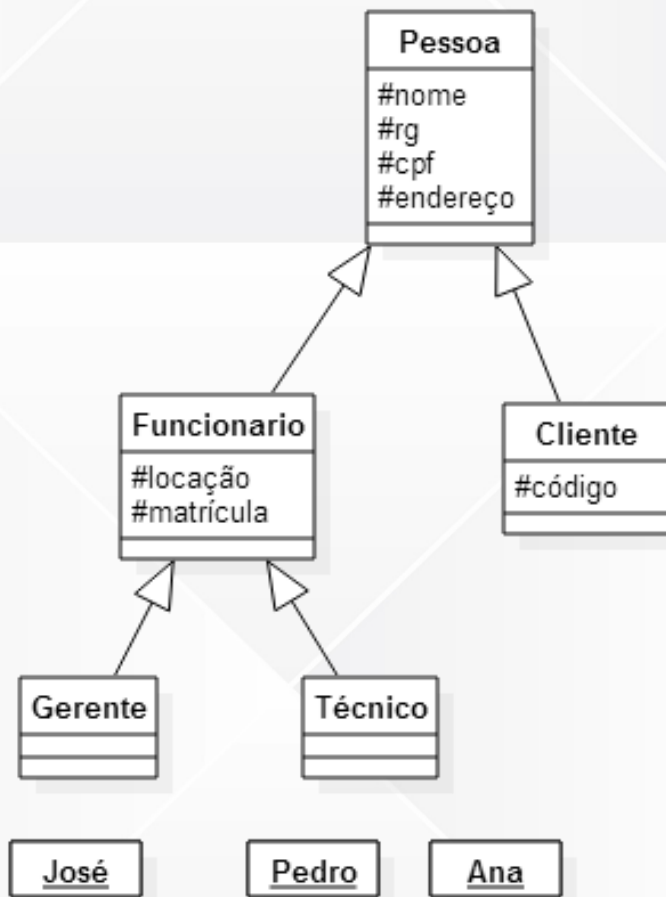 Pessoa
#nome
#rg
#cpf
#endereço
Funcionario
#locação
#matrícula
Cliente
#código
Gerente
Técnico
José
Pedro
Ana